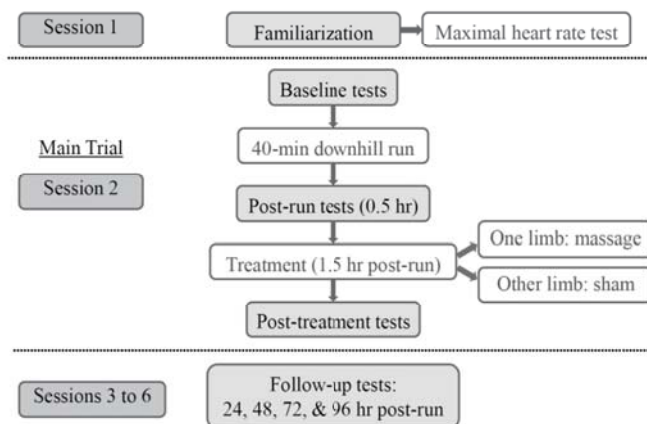 Session 1
Familiarization
Maximal heart rate test
Baseline tests
Main Trial
40-min downhill run
Session 2
Post-run tests (0.5 hr)
One limb: massage
Treatment (1.5 hr post-run)
Other limb: sham
Post-treatment tests
Sessions 3 to 6
Follow-up tests:
24, 48, 72, & 96 hr post-run